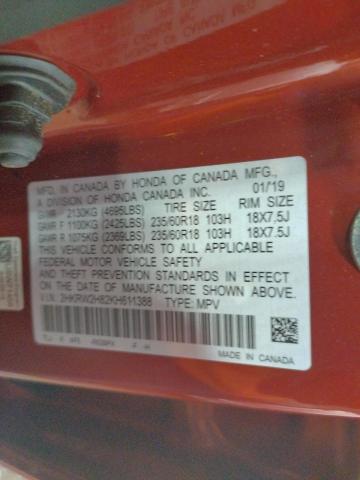 MFD. IN CANADA BY HONDA OF CANADA MFG.,
A DIVISION OF HONDA CANADA INC. 01/19
GVWR 2130KG (4695LBS) TIRE SIZE RIM SIZE
GAWR F 1100KG (2425LBS) 235/60R18 103H 18X7.5J
GAWR R 1075KG (2369LBS) 235/60R18 103H 18X7.5J
THIS VEHICLE CONFORMS TO ALL APPLICABLE
FEDERAL MOTOR VEHICLE SAFETY
AND THEFT PREVENTION STANDARDS IN EFFECT
ON THE DATE OF MANUFACTURE SHOWN ABOVE.
V.I.N: 2HKRW2H82KH611388 TYPE: MPV
MADE IN CANADA